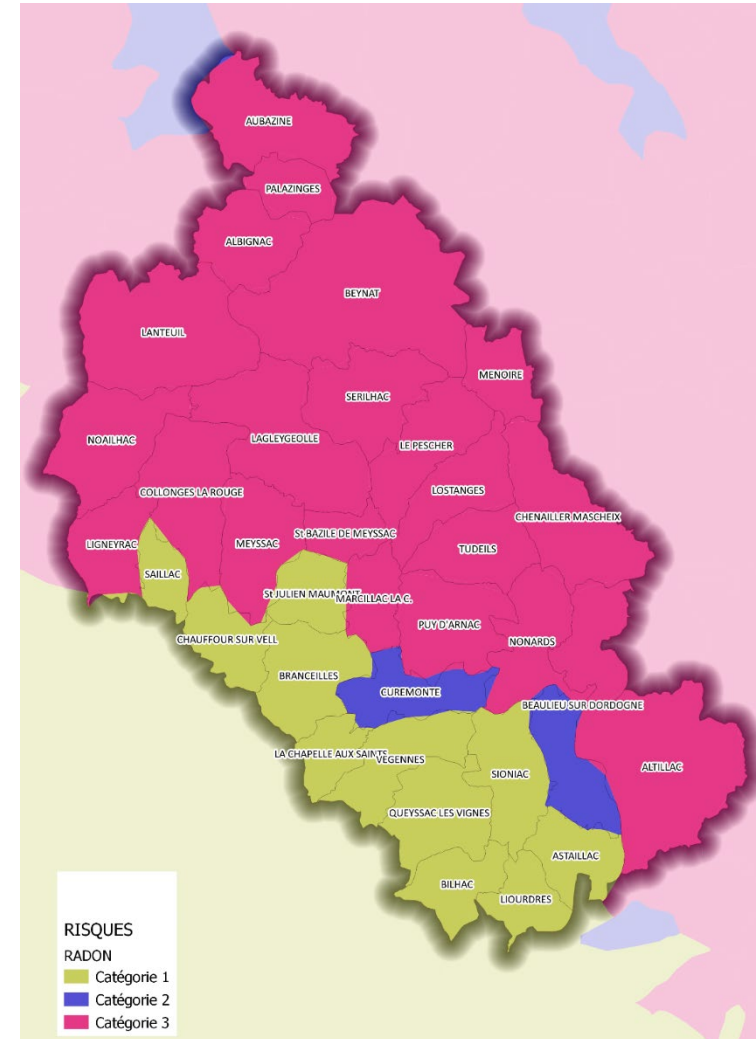 AUBAZINE
PALAZINGES
ALBIGNAC
BEYNAT
LANTEUIL
MENOIRE
SERILHAC
NOAILHAC
LAGLEYGEOLLE
LE PESCHER
COLLONGES LA ROUGE
LOSTANGES
CHENAILLER MASCHEIX
LIGNEYRAC
MEYSSAC
St BAZILE DE MEYSSAC
TUDEILS
SAILLAC
St JULIEN MAUMONT
MARCILLAC LA C.
PUY D'ARNAC
CHAUFFOUR SUR VELL
NONARDS
BRANCEILLES
CUREMONTE
BEAULIEU SUR DORDOGNE
LA CHAPELLE AUX SAINTS
VEGENNES
SIONIAC
ALTILLAC
QUEYSSAC LES VIGNES
ASTAILLAC
BILHAC
LIOURDRES
RISQUES
RADON
Catégorie 1
Catégorie 2
Catégorie 3